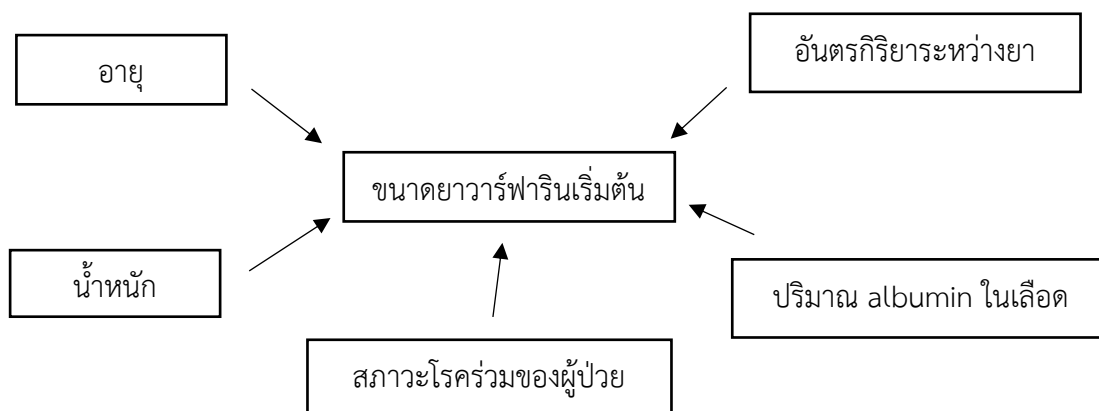 อายุ
อันตรกิริยาระหว่างยา
ขนาดยาวาร์ฟารินเริ่มต้น
น้ำหนัก
ปริมาณ albumin ในเลือด
สภาวะโรคร่วมของผู้ป่วย